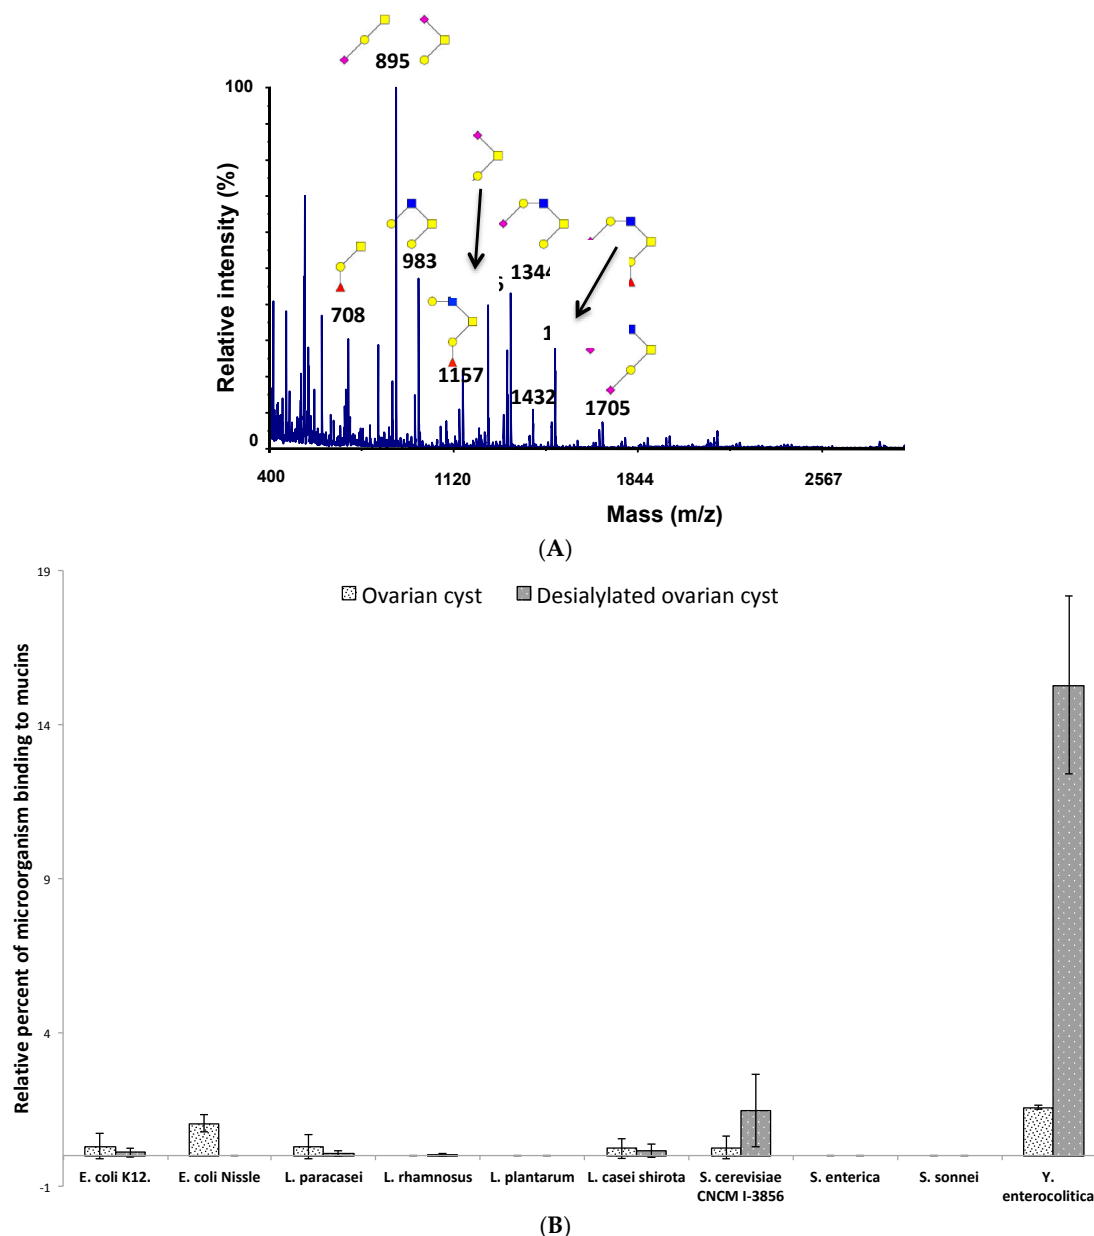 895
100
Relative intensity (%)
983
1344
708
1157
1432
1705
0
400
1120
1844
2567
Mass (m/z)
(A)
19
Ovarian cyst
Desialylated ovarian cyst
Relative percent of microorganism binding to mucins
14
9
4
-1
E. coli K12.
E. coli Nissle
L. paracasei
L. rhamnosus
L. plantarum
L. casei shirota
S. cerevisiae
CNCM I-3856
S. enterica
S. sonnei
Y.
enterocolitica
(B)